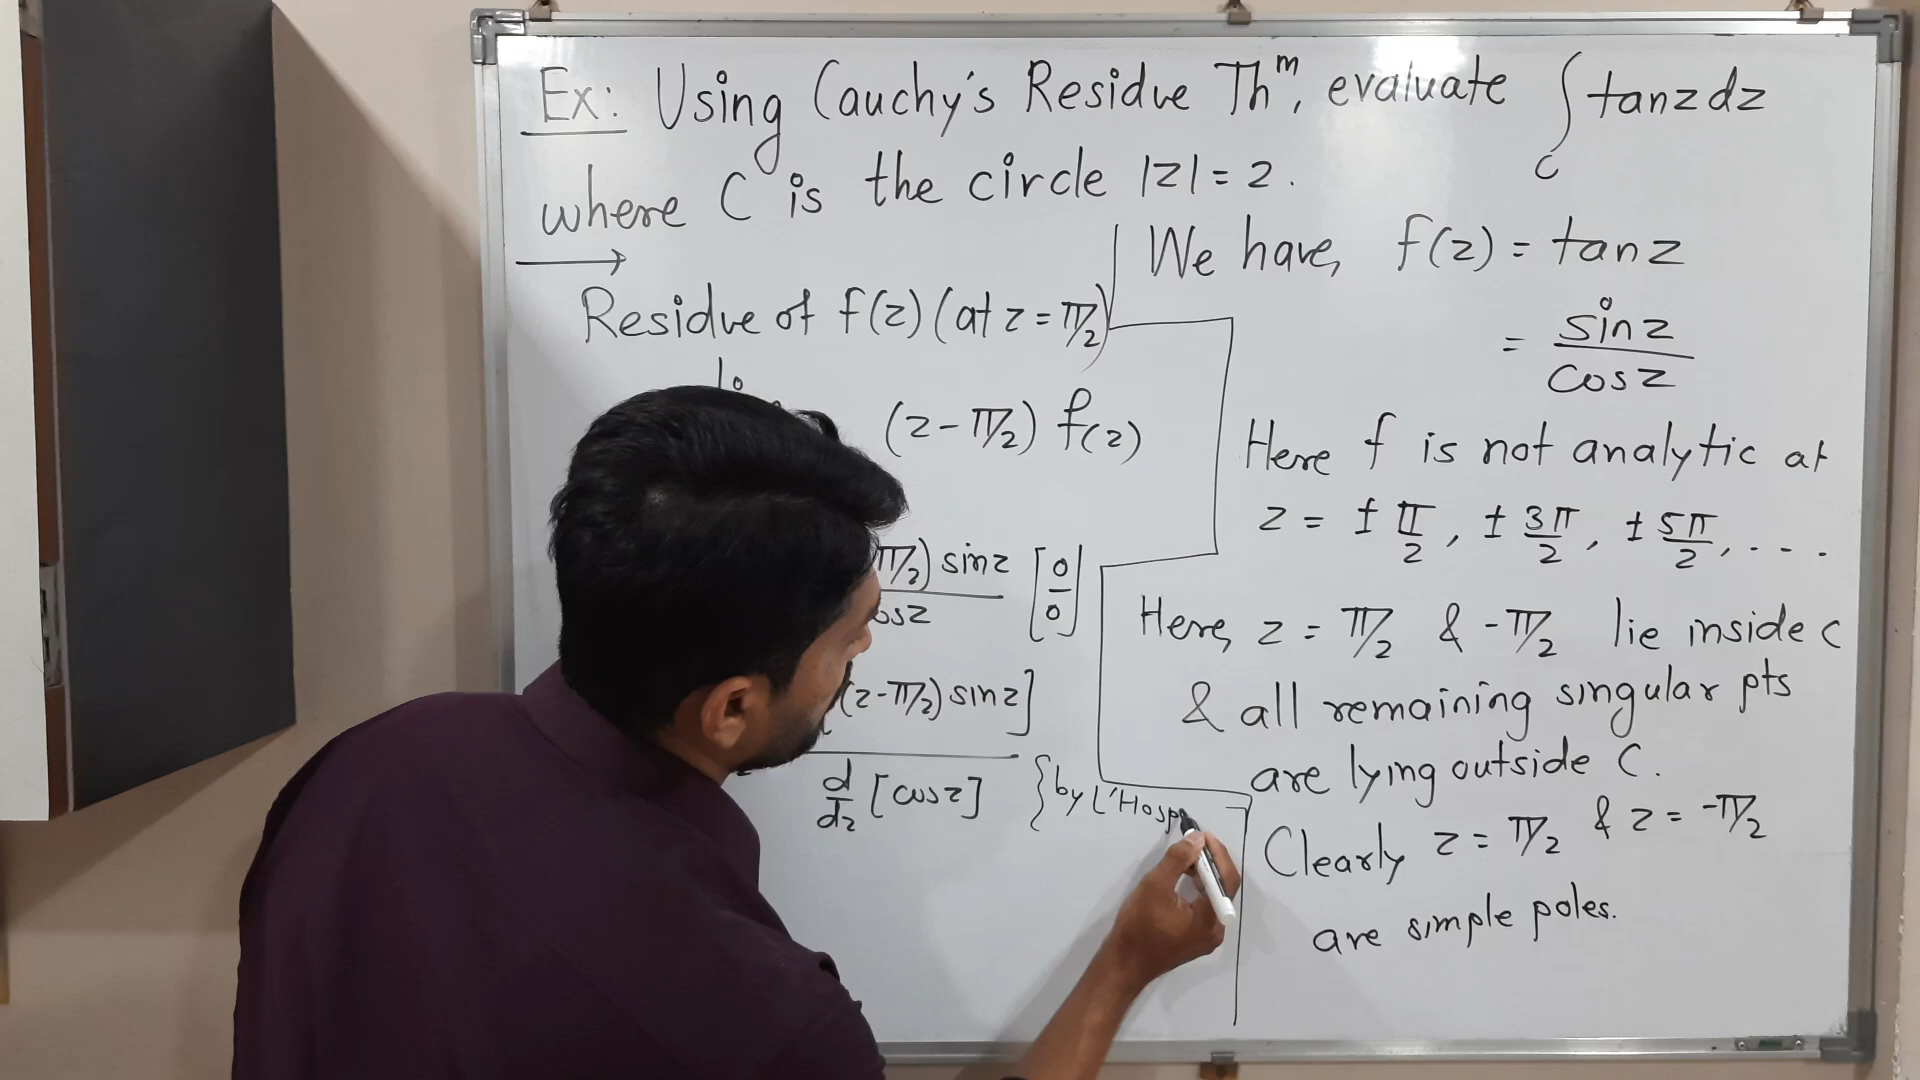 Ex: Using Cauchy's Residue Thᵐ, evaluate ∫_C tanz dz
where C is the circle |z| = 2.
Residue of f(z) (at z = π/2)
(z - π/2) f(z)
π/2) sinz [0/0]
osz
(z - π/2) sinz]
d/dz [cosz] {by L'Hosp
We have, f(z) = tanz
= sinz/cosz
Here f is not analytic at
z = ± π/2, ± 3π/2, ± 5π/2, ....
Here, z = π/2 & -π/2 lie inside C
& all remaining singular pts
are lying outside C.
Clearly z = π/2 & z = -π/2
are simple poles.